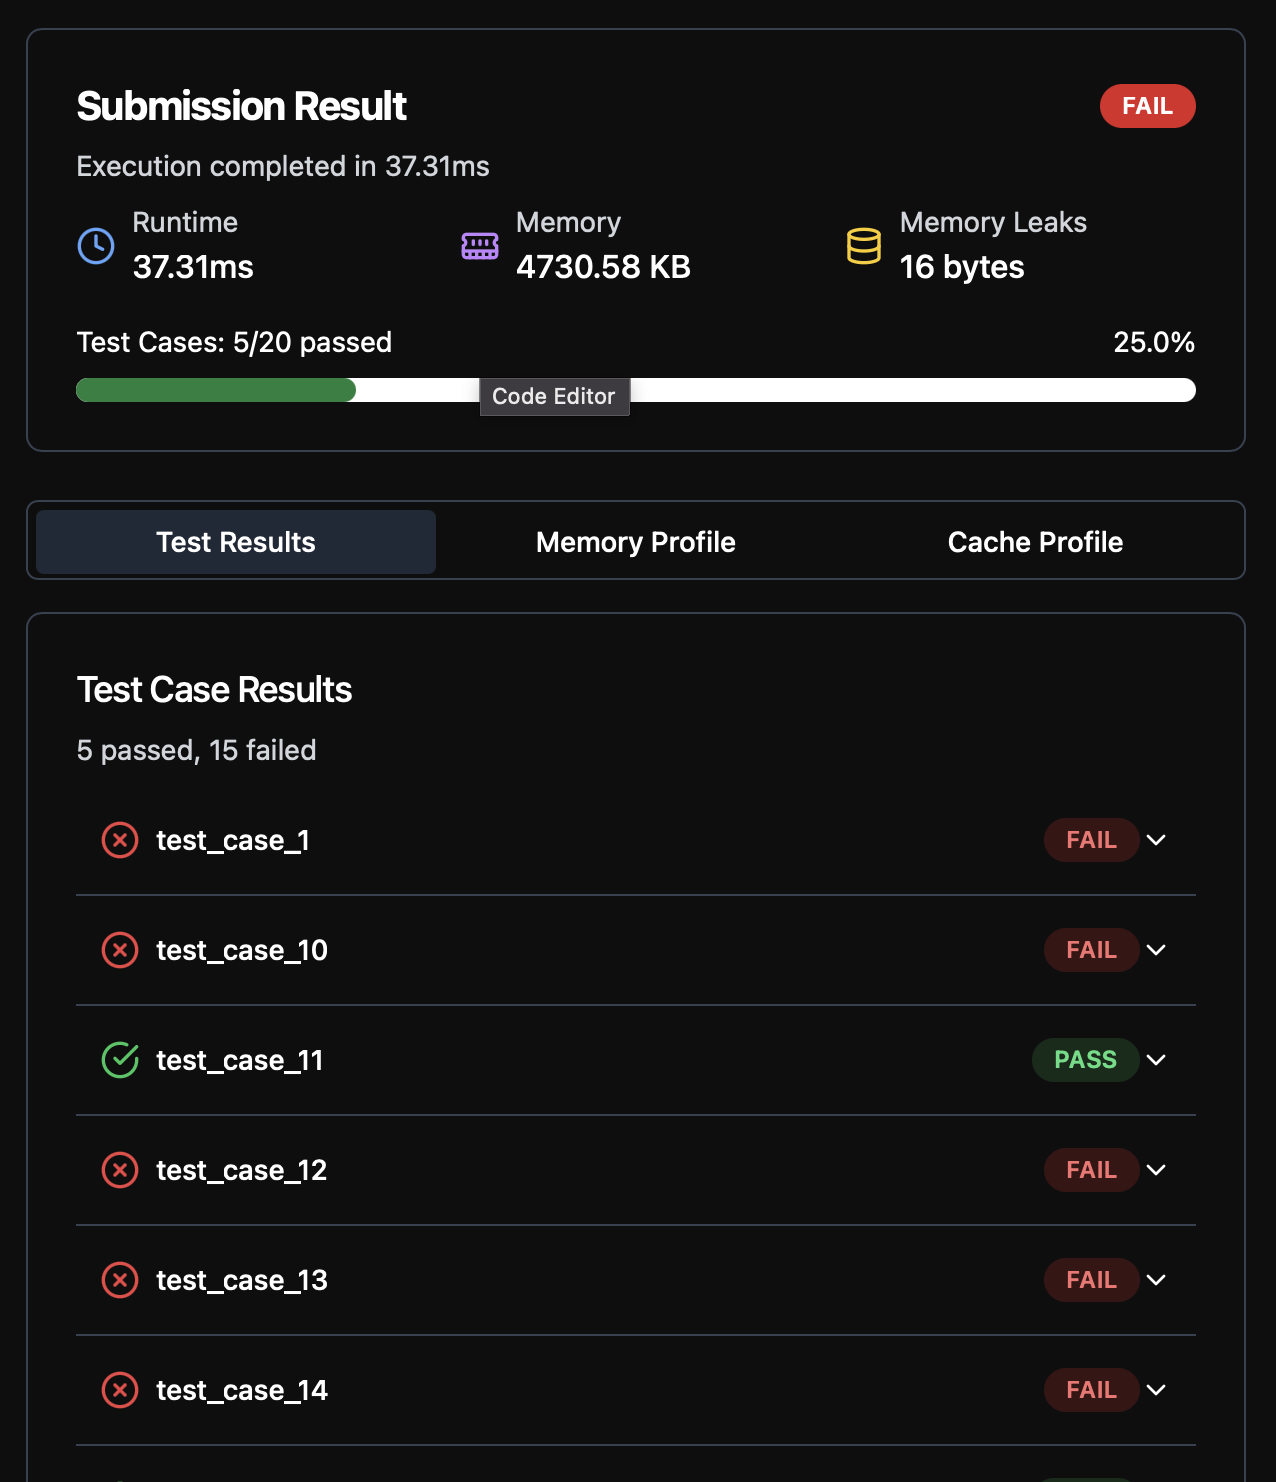 Submission Result
FAIL
Execution completed in 37.31ms
Runtime
37.31ms
Memory
4730.58 KB
Memory Leaks
16 bytes
Test Cases: 5/20 passed
25.0%
Code Editor
Test Results
Memory Profile
Cache Profile
Test Case Results
5 passed, 15 failed
test_case_1
FAIL
test_case_10
FAIL
test_case_11
PASS
test_case_12
FAIL
test_case_13
FAIL
test_case_14
FAIL